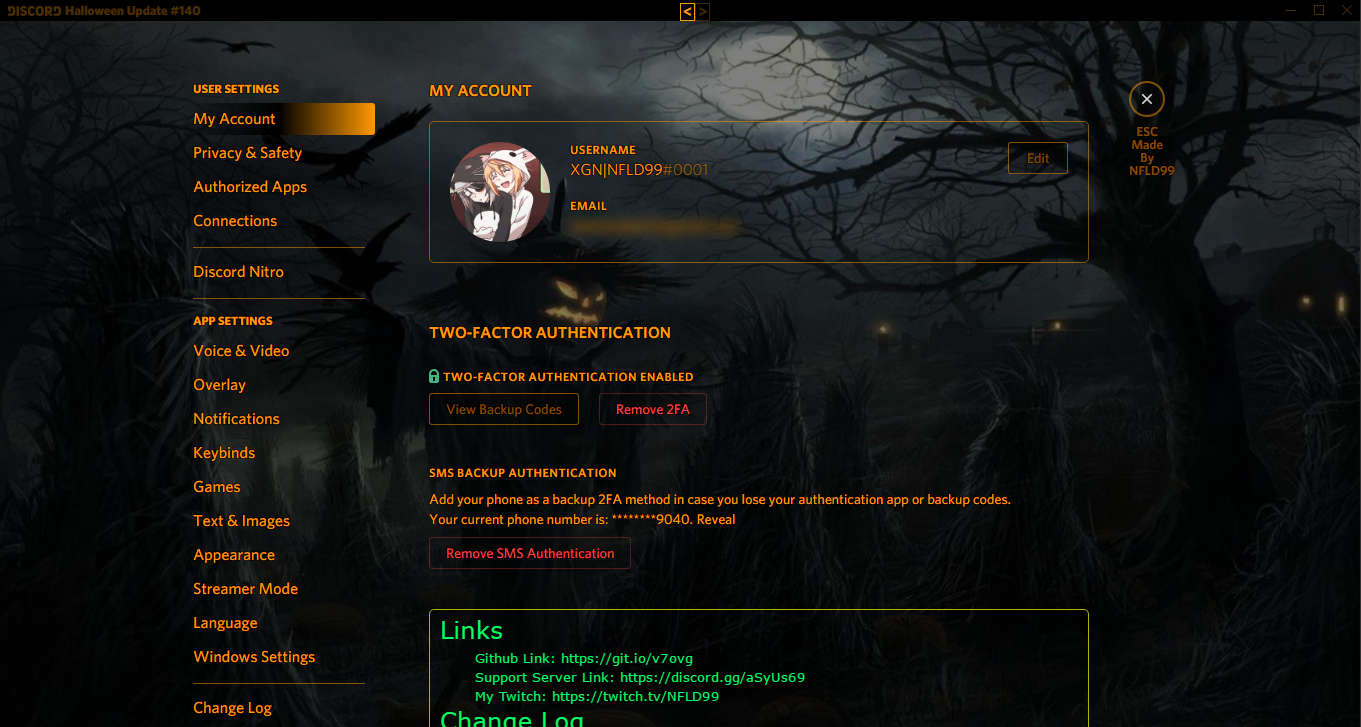 DISCORD Halloween Update #140
< >
USER SETTINGS
My Account
Privacy & Safety
Authorized Apps
Connections
Discord Nitro
APP SETTINGS
Voice & Video
Overlay
Notifications
Keybinds
Games
Text & Images
Appearance
Streamer Mode
Language
Windows Settings
Change Log
MY ACCOUNT
USERNAME
XGN|NFLD99#0001
Edit
EMAIL
TWO-FACTOR AUTHENTICATION
TWO-FACTOR AUTHENTICATION ENABLED
View Backup Codes
Remove 2FA
SMS BACKUP AUTHENTICATION
Add your phone as a backup 2FA method in case you lose your authentication app or backup codes.
Your current phone number is: ********9040. Reveal
Remove SMS Authentication
Links
Github Link: https://git.io/v7ovg
Support Server Link: https://discord.gg/aSyUs69
My Twitch: https://twitch.tv/NFLD99
Change Log
ESC
Made
By
NFLD99